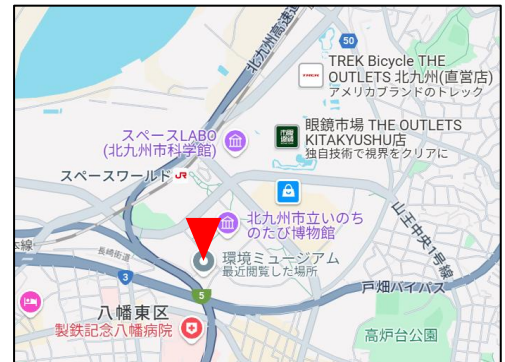 北九州高速道
50
TREK Bicycle THE
OUTLETS 北九州(直営店)
アメリカブランドのトレック
TREK
眼鏡市場 THE OUTLETS
KITAKYUSHU店
独自技術で視界をクリアに
スペースLABO
(北九州市科学館)
スペースワールド JR
北九州市立いのち
のたび博物館
山王中央1号線
本線
長崎街道
環境ミュージアム
最近閲覧した場所
3
5
戸畑バイパス
八幡東区
製鉄記念八幡病院
高炉台公園